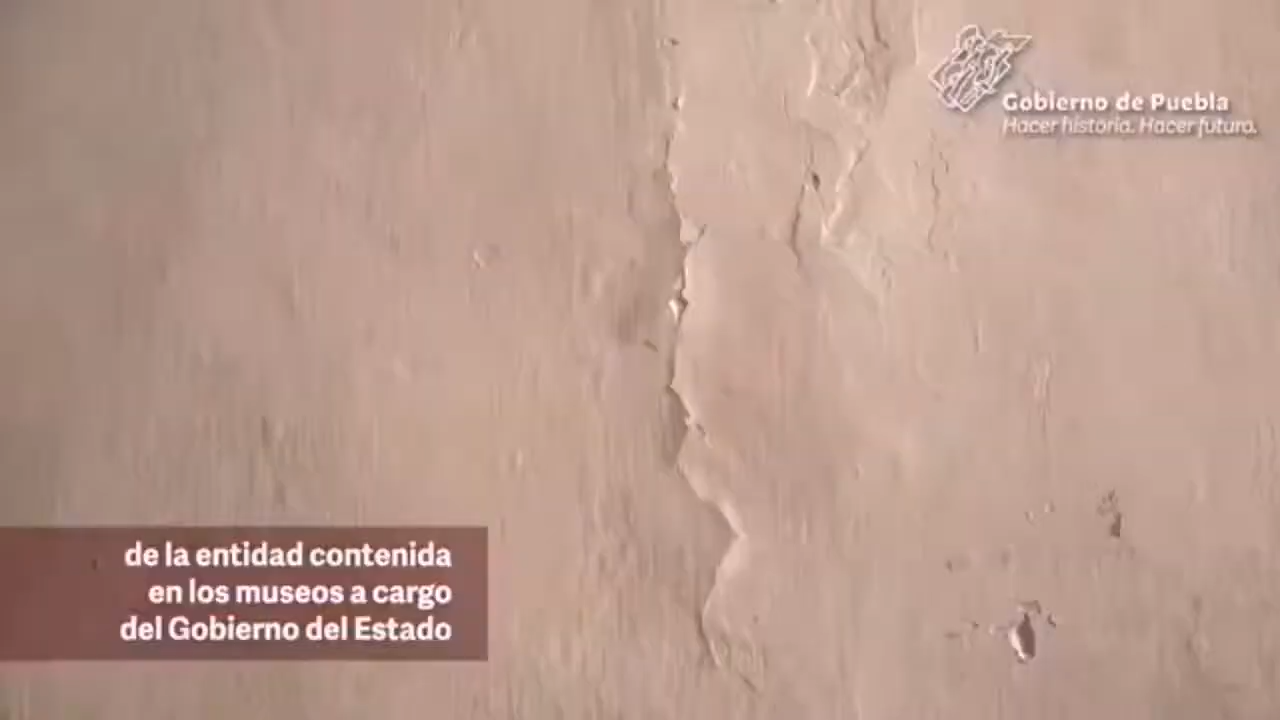 Gobierno de Puebla
Hacer historia. Hacer futuro.
de la entidad contenida
en los museos a cargo
del Gobierno del Estado